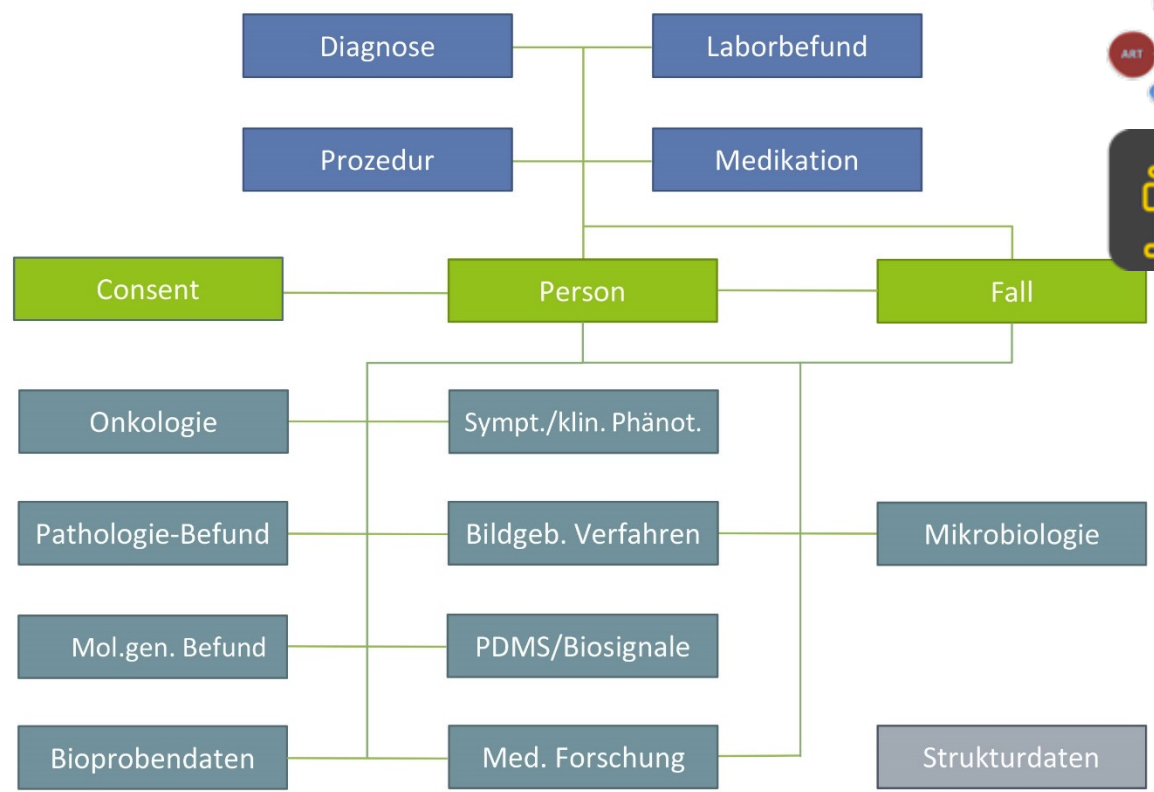 Diagnose
Laborbefund
ART
Prozedur
Medikation
Consent
Person
Fall
Onkologie
Sympt./klin. Phänot.
Pathologie-Befund
Bildgeb. Verfahren
Mikrobiologie
Mol.gen. Befund
PDMS/Biosignale
Bioprobendaten
Med. Forschung
Strukturdaten